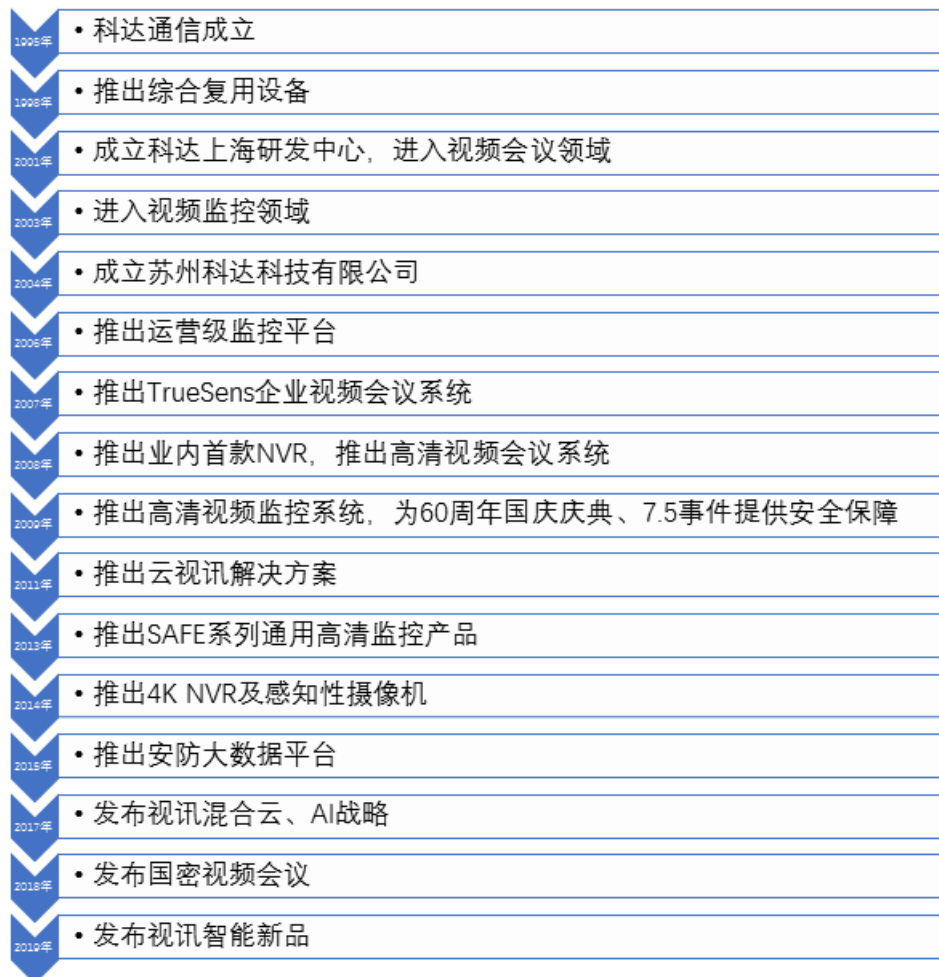 1995年
• 科达通信成立
1998年
• 推出综合复用设备
2001年
• 成立科达上海研发中心，进入视频会议领域
2003年
• 进入视频监控领域
2004年
• 成立苏州科达科技有限公司
2006年
• 推出运营级监控平台
2007年
• 推出TrueSens企业视频会议系统
2008年
• 推出业内首款NVR，推出高清视频会议系统
2009年
• 推出高清视频监控系统，为60周年国庆庆典、7.5事件提供安全保障
2011年
• 推出云视讯解决方案
2013年
• 推出SAFE系列通用高清监控产品
2014年
• 推出4K NVR及感知性摄像机
2015年
• 推出安防大数据平台
2017年
• 发布视讯混合云、AI战略
2018年
• 发布国密视频会议
2019年
• 发布视讯智能新品